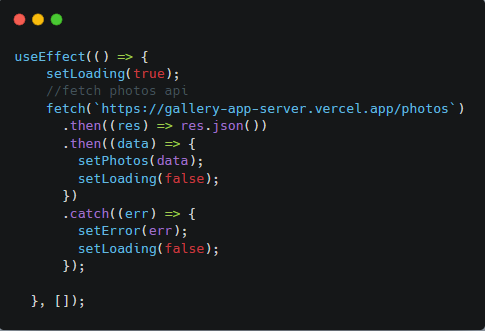 useEffect(() => {
    setLoading(true);
    //fetch photos api
    fetch(`https://gallery-app-server.vercel.app/photos`)
      .then((res) => res.json())
      .then((data) => {
        setPhotos(data);
        setLoading(false);
      })
      .catch((err) => {
        setError(err);
        setLoading(false);
      });

  }, []);